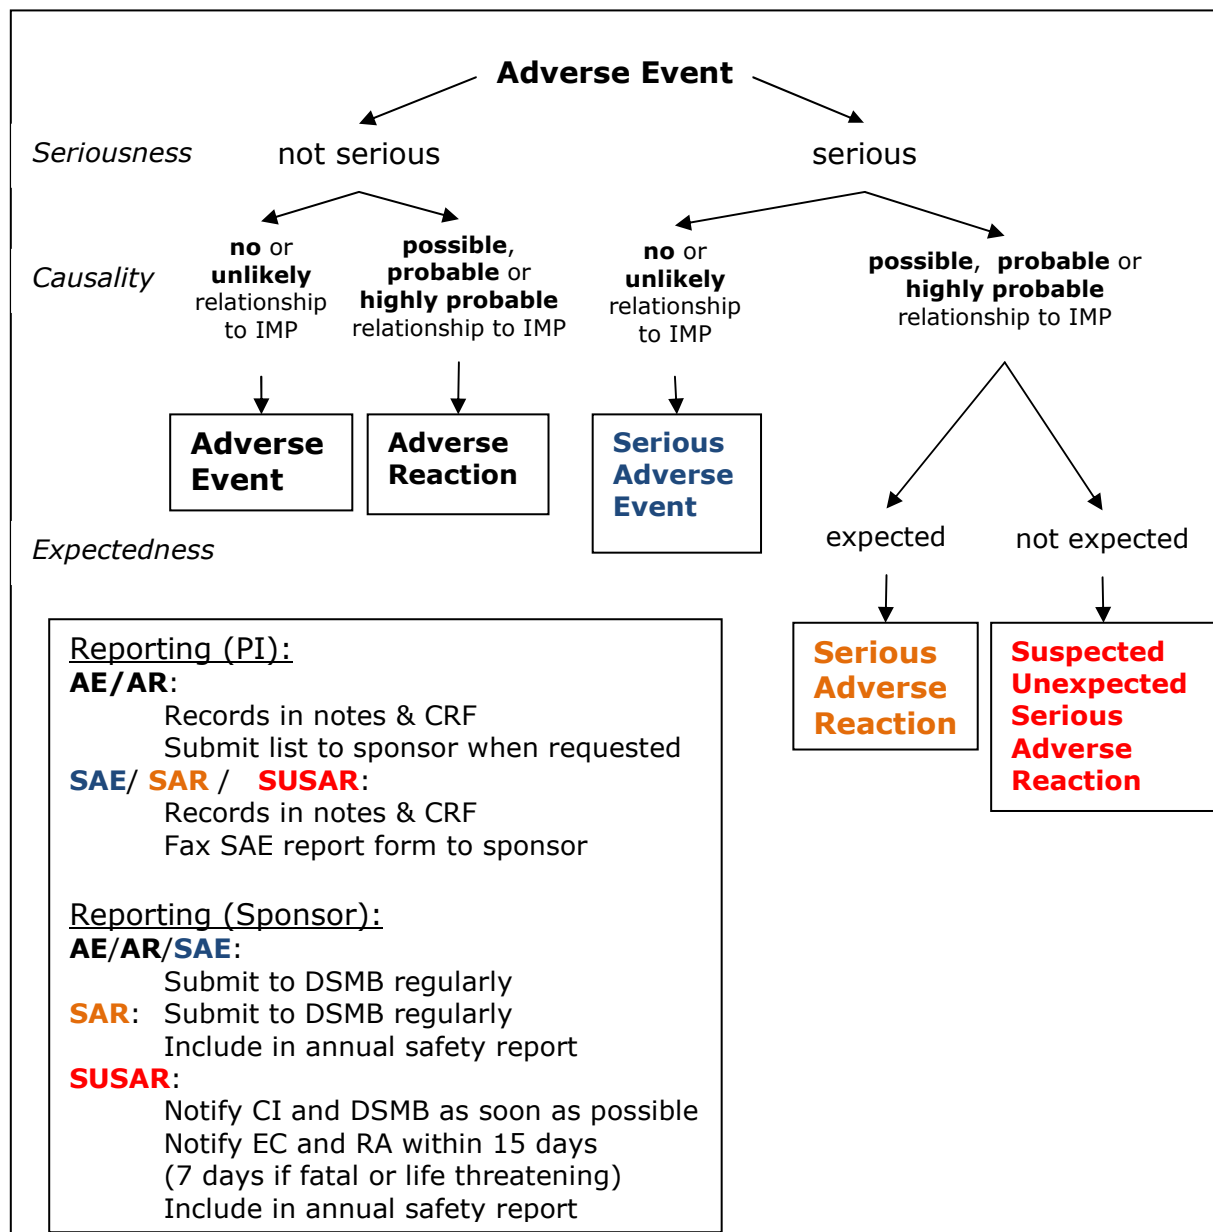 Adverse Event
Seriousness
not serious
serious
Causality
no or
unlikely
relationship
to IMP
possible,
probable or
highly probable
relationship to IMP
no or
unlikely
relationship
to IMP
possible, probable or
highly probable
relationship to IMP
Adverse
Event
Adverse
Reaction
Serious
Adverse
Event
Expectedness
expected
not expected
Serious
Adverse
Reaction
Suspected
Unexpected
Serious
Adverse
Reaction
Reporting (PI):
AE/AR:
Records in notes & CRF
Submit list to sponsor when requested
SAE/ SAR / SUSAR:
Records in notes & CRF
Fax SAE report form to sponsor
Reporting (Sponsor):
AE/AR/SAE:
Submit to DSMB regularly
SAR: Submit to DSMB regularly
Include in annual safety report
SUSAR:
Notify CI and DSMB as soon as possible
Notify EC and RA within 15 days
(7 days if fatal or life threatening)
Include in annual safety report